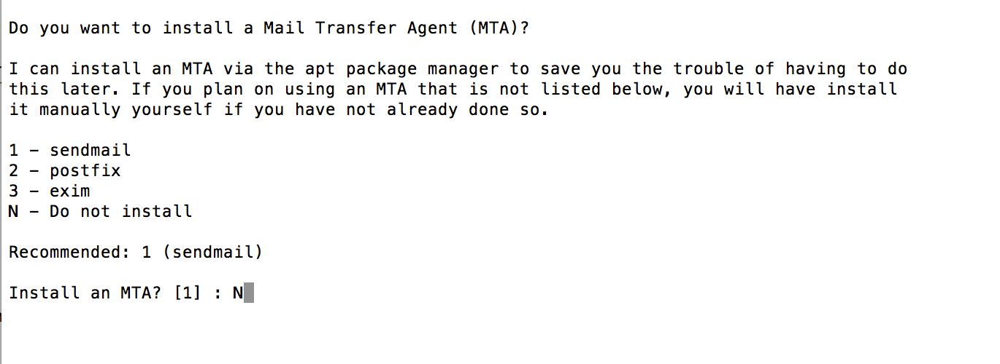 Do you want to install a Mail Transfer Agent (MTA)?
I can install an MTA via the apt package manager to save you the trouble of having to do
this later. If you plan on using an MTA that is not listed below, you will have install
it manually yourself if you have not already done so.
1 – sendmail
2 – postfix
3 – exim
N – Do not install
Recommended: 1 (sendmail)
Install an MTA? [1] : N